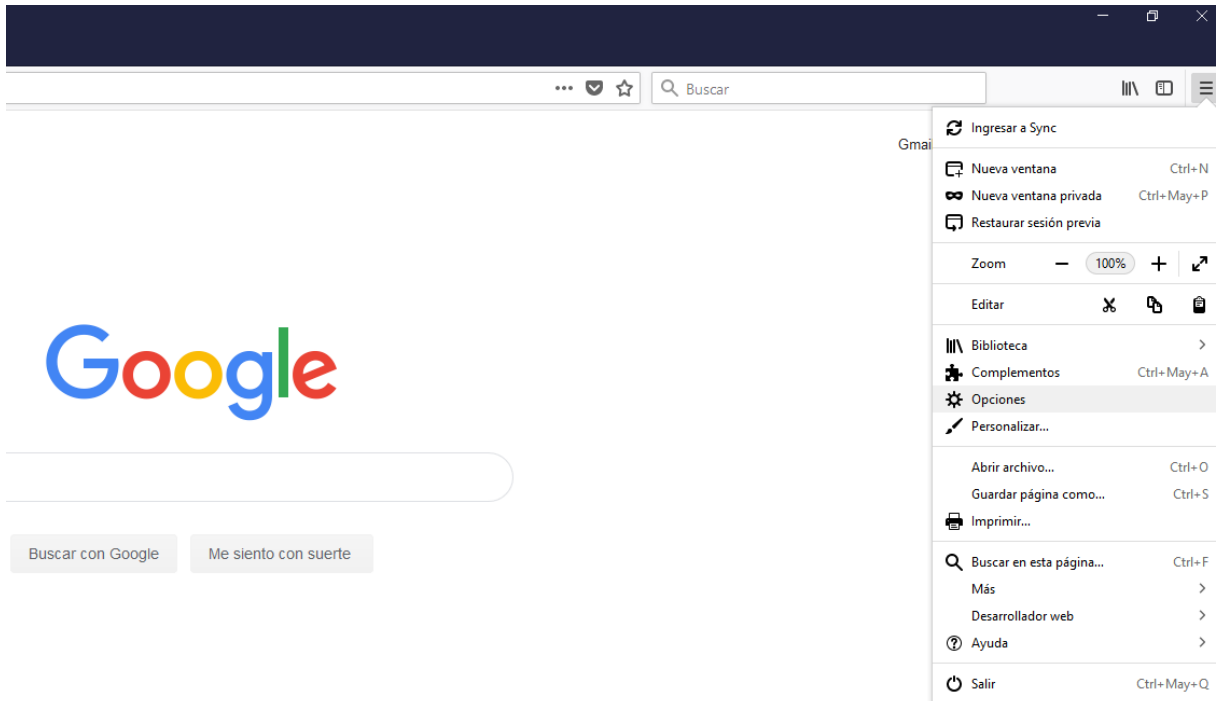 Buscar
Gmai
Ingresar a Sync
Nueva ventana Ctrl+N
Nueva ventana privada Ctrl+May+P
Restaurar sesión previa
Zoom 100%
Editar
Google
Biblioteca
Complementos Ctrl+May+A
Opciones
Personalizar...
Abrir archivo... Ctrl+O
Guardar página como... Ctrl+S
Imprimir...
Buscar con Google Me siento con suerte
Buscar en esta página... Ctrl+F
Más
Desarrollador web
Ayuda
Salir Ctrl+May+Q